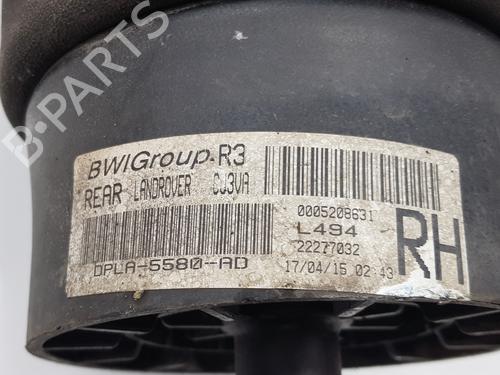 BWIGroup R3
REAR LANDROVER CJ3VA
0005208631
L494
22277032
DPLA-5580-AD
17/04/15 02 43
RH
B-Parts